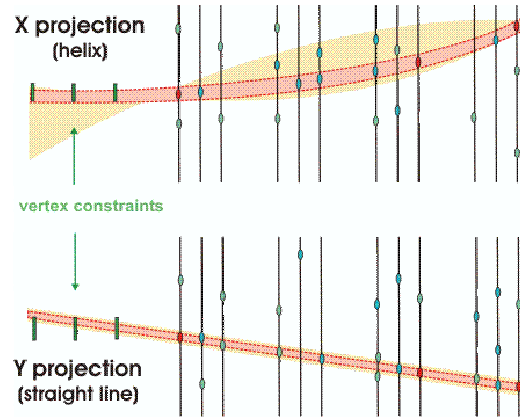 X projection
(helix)
vertex constraints
Y projection
(straight line)